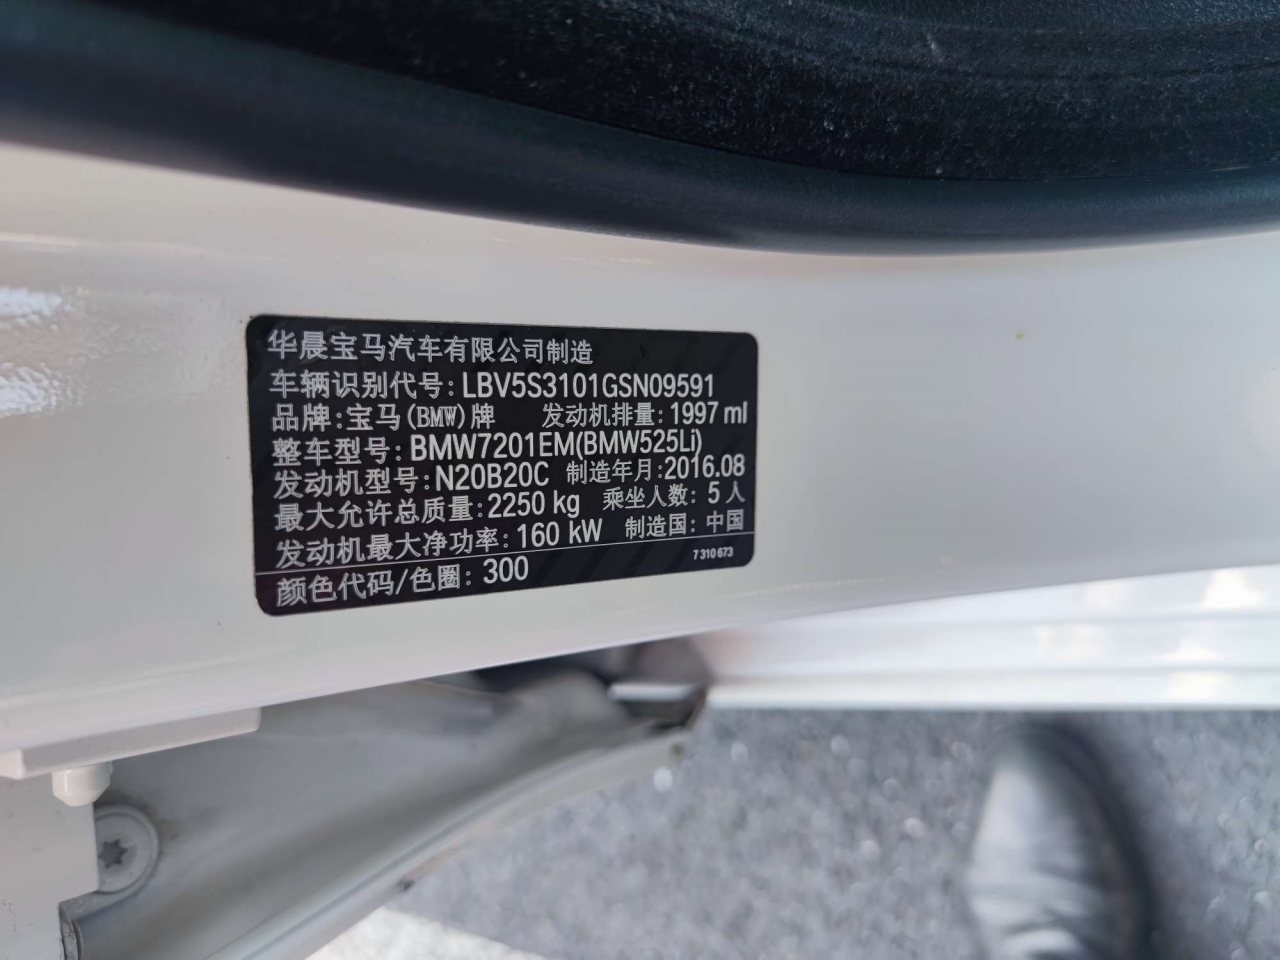 华晨宝马汽车有限公司制造
车辆识别代号: LBV5S3101GSN09591
品牌: 宝马(BMW)牌 发动机排量: 1997 ml
整车型号: BMW7201EM(BMW525Li)
发动机型号: N20B20C 制造年月: 2016.08
最大允许总质量: 2250 kg 乘坐人数: 5 人
发动机最大净功率: 160 kW 制造国: 中国
颜色代码/色圈: 300
7 310 673